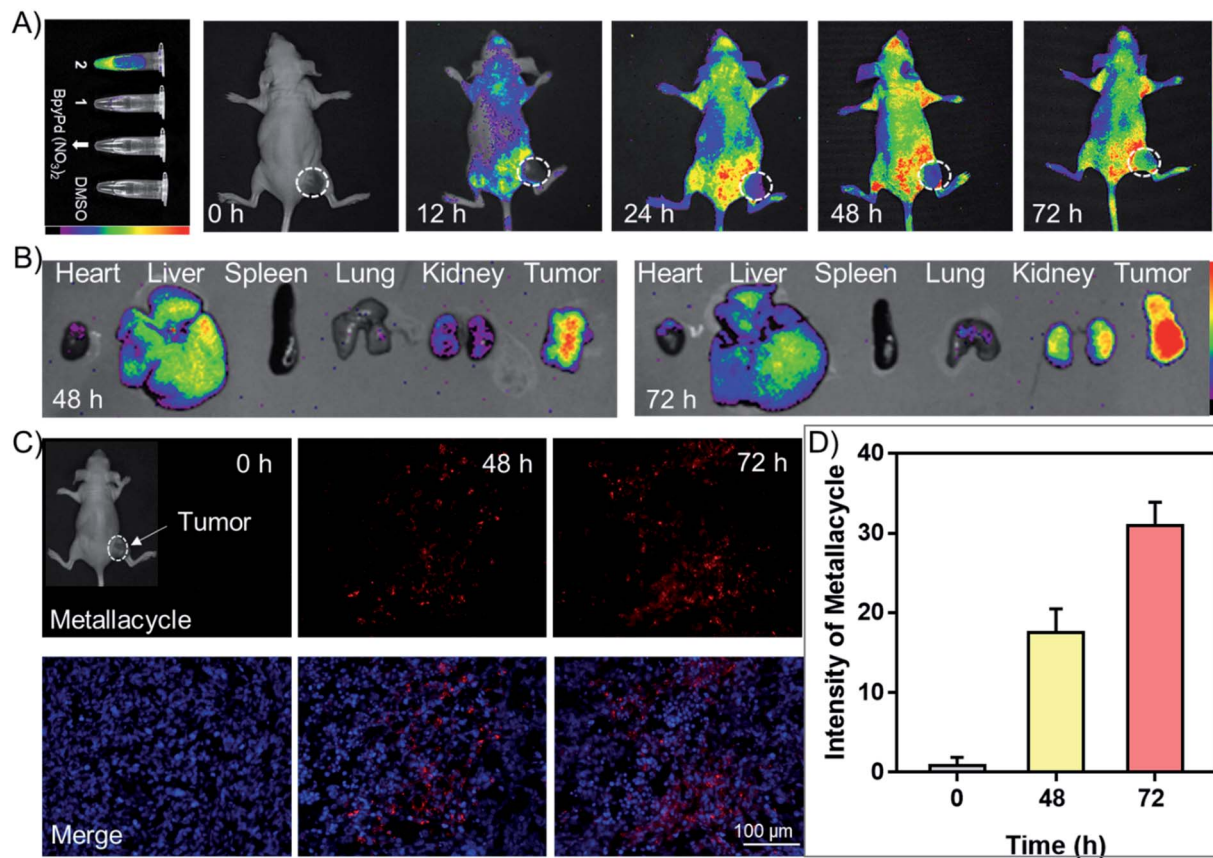 A)
2
1
BpyPd (NO₃)₂
DMSO
0 h
12 h
24 h
48 h
72 h
B)
Heart Liver Spleen Lung Kidney Tumor
48 h
Heart Liver Spleen Lung Kidney Tumor
72 h
C)
0 h
Tumor
Metallacycle
48 h
72 h
Merge
100 µm
D)
Intensity of Metallacycle
40
30
20
10
0
0 48 72
Time (h)